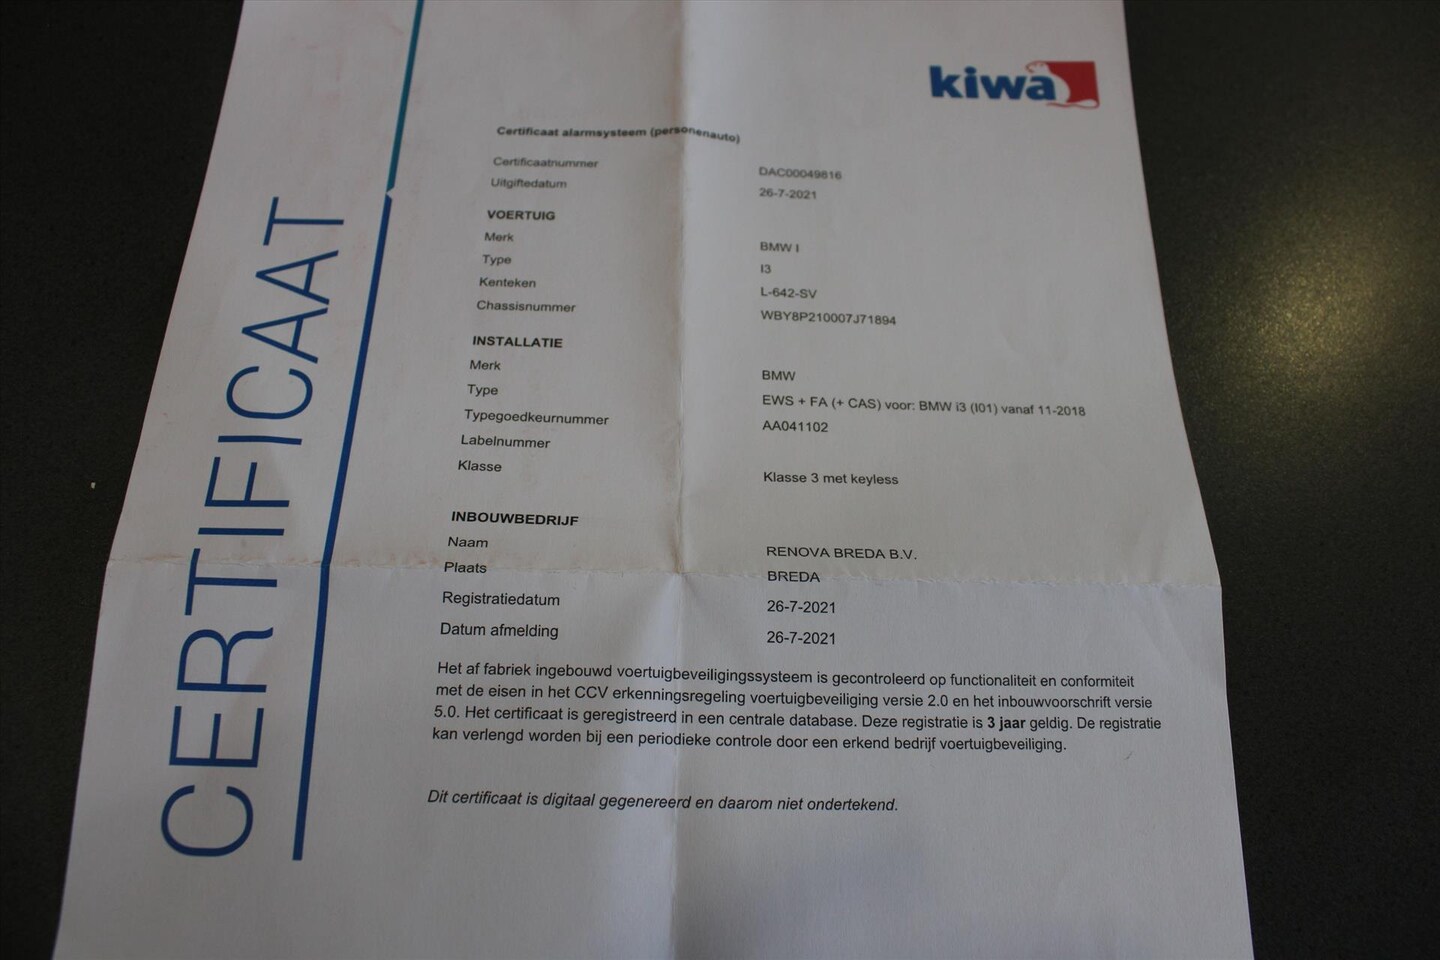 kiwa
CERTIFICAAT
Certificaat alarmsysteem (personenauto)
Certificaatnummer DAC00049816
Uitgiftedatum 26-7-2021
VOERTUIG
Merk BMW I
Type I3
Kenteken L-642-SV
Chassisnummer WBY8P210007J71894
INSTALLATIE
Merk BMW
Type EWS + FA (+ CAS) voor: BMW i3 (I01) vanaf 11-2018
Typegoedkeurnummer AA041102
Labelnummer
Klasse Klasse 3 met keyless
INBOUWBEDRIJF
Naam RENOVA BREDA B.V.
Plaats BREDA
Registratiedatum 26-7-2021
Datum afmelding 26-7-2021
Het af fabriek ingebouwd voertuigbeveiligingssysteem is gecontroleerd op functionaliteit en conformiteit
met de eisen in het CCV erkenningsregeling voertuigbeveiliging versie 2.0 en het inbouwvoorschrift versie
5.0. Het certificaat is geregistreerd in een centrale database. Deze registratie is 3 jaar geldig. De registratie
kan verlengd worden bij een periodieke controle door een erkend bedrijf voertuigbeveiliging.
Dit certificaat is digitaal gegenereerd en daarom niet ondertekend.